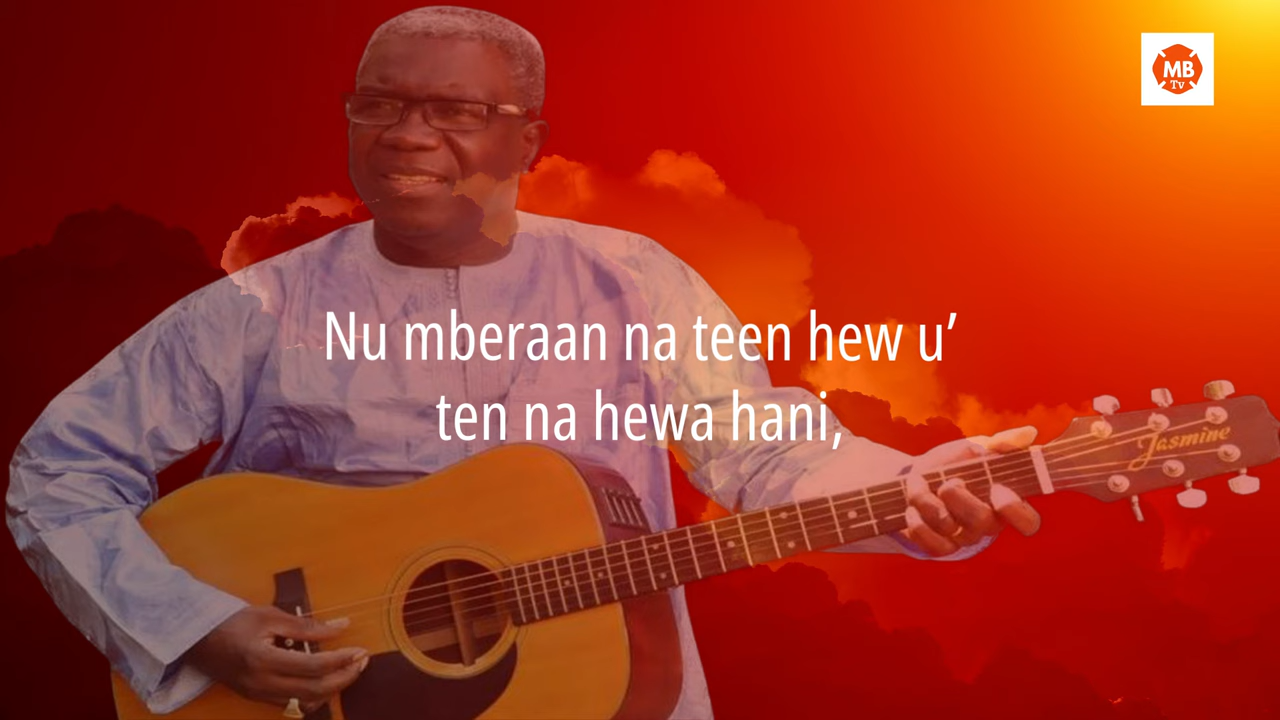 MB
Tv
Nu mberaan na teen hew u’
ten na hewa hani,
Jasmine